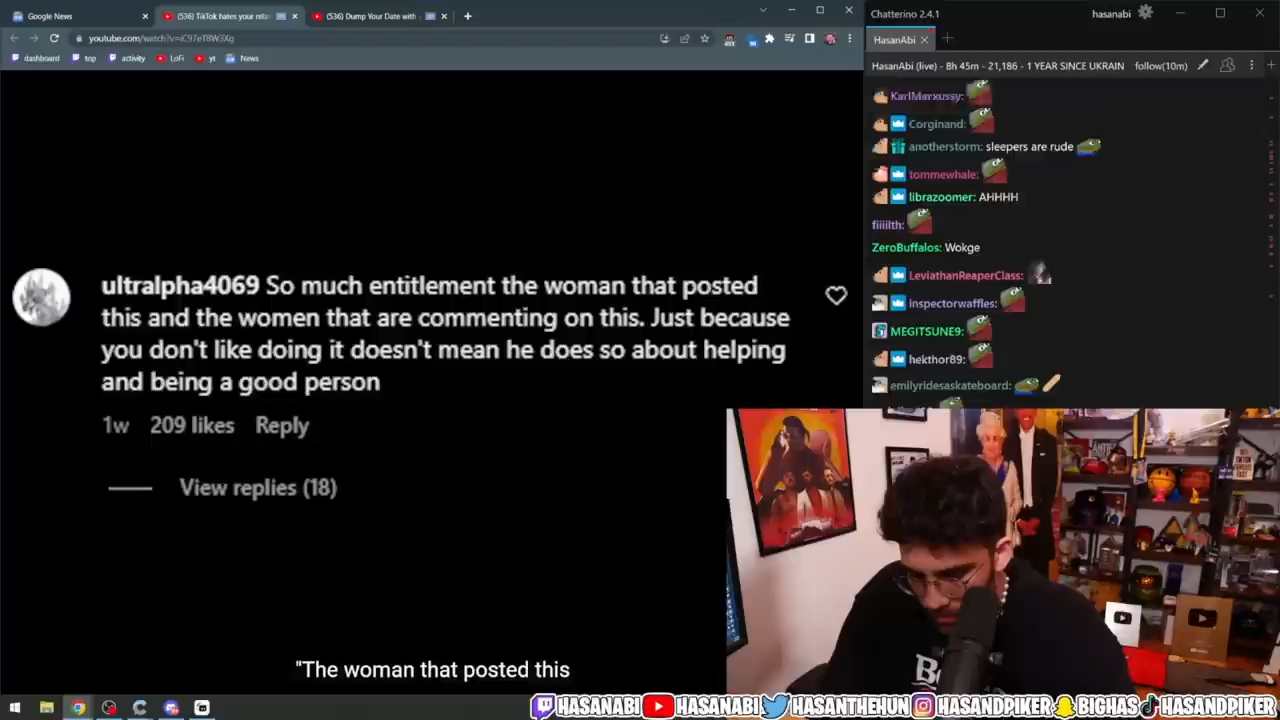 Google News
(536) TikTok hates your rela
(536) Dump Your Date with
youtube.com/watch?v=iC97eT8W3Xg
dashboard
top
activity
LoFi
yt
News
ultralpha4069 So much entitlement the woman that posted
this and the women that are commenting on this. Just because
you don't like doing it doesn't mean he does so about helping
and being a good person
1w 209 likes Reply
View replies (18)
"The woman that posted this
Chatterino 2.4.1
hasanabi
HasanAbi
HasanAbi (live) - 8h 45m - 21,186 - 1 YEAR SINCE UKRAIN
follow(10m)
KarlMarxussy:
Corginand:
anotherstorm: sleepers are rude
tommewhale:
librazoomer: AHHHH
fiiiilth:
ZeroBuffalos: Wokge
LeviathanReaperClass:
inspectorwaffles:
MEGITSUNE9:
hekthor89:
emilyridesaskateboard:
HASANABI
HASANABI
HASANTHEHUN
HASANDPIKER
BIGHAS
HASANDPIKER